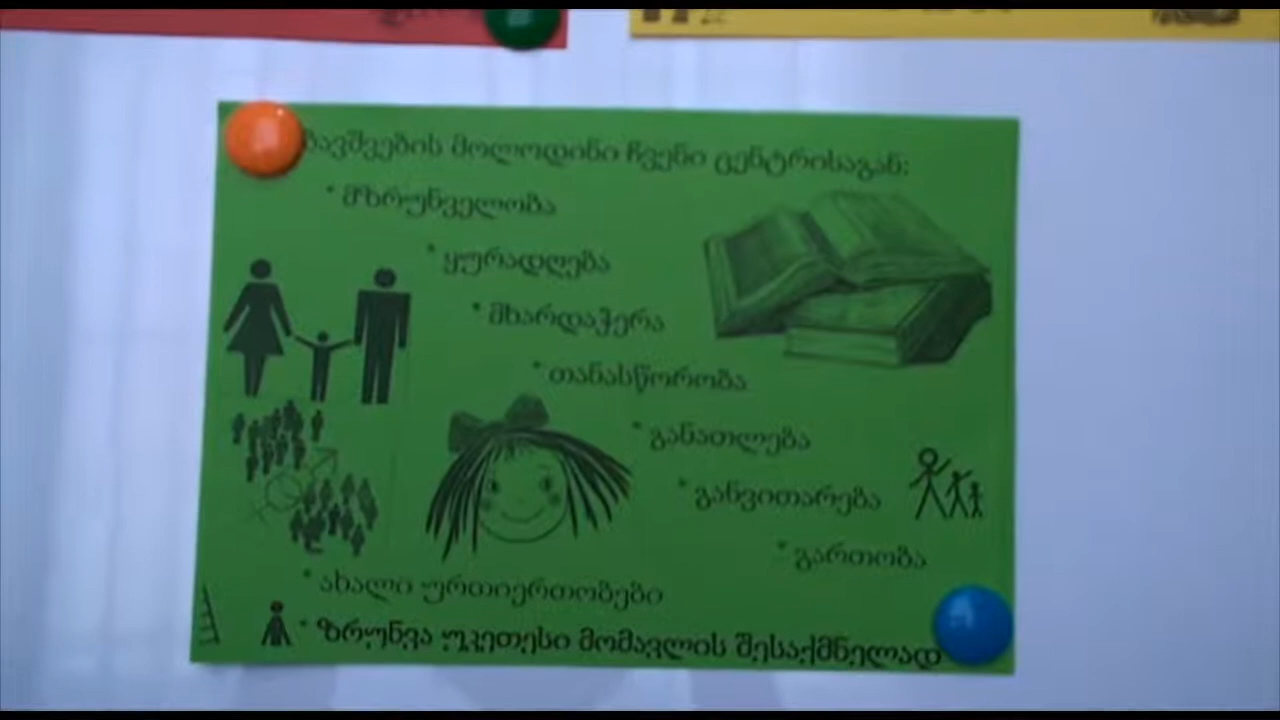 ბავშვების მოლოდინი ჩვენი ცენტრისაგან:
* მზრუნველობა
* ყურადღება
* მხარდაჭერა
* თანასწორობა
* განათლება
* განვითარება
* გართობა
* ახალი ურთიერთობები
* ზრუნვა უკეთესი მომავლის შესაქმნელად